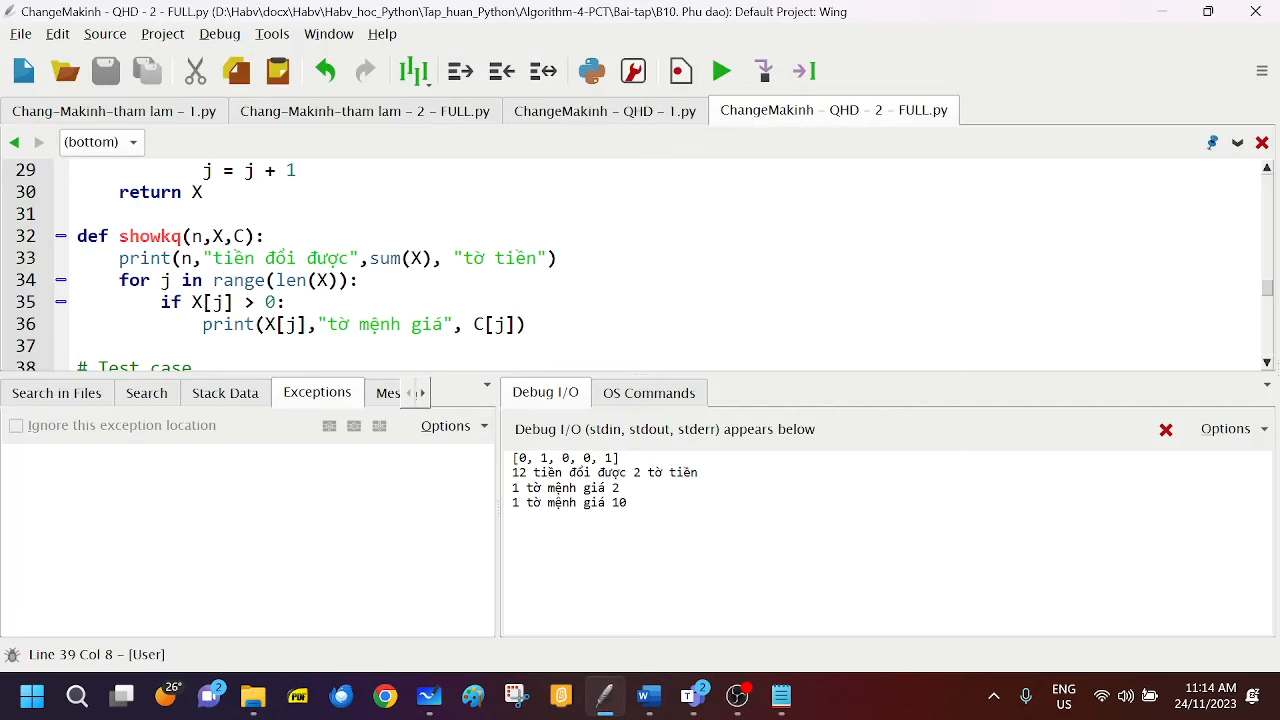 ChangeMakinh - QHD - 2 - FULL.py (D:\Habv\docx\Habv\Habv_hoc_Python\Tap_huan_Python\Algorithm-4-PCT\Bai-tap\B10. Phu dao): Default Project: Wing
File Edit Source Project Debug Tools Window Help
Chang-Makinh-tham lam - 1.py Chang-Makinh-tham lam - 2 - FULL.py ChangeMakinh - QHD - 1.py ChangeMakinh - QHD - 2 - FULL.py
(bottom)
29 j = j + 1
30 return X
31
32 def showkq(n,X,C):
33 print(n,"tiền đổi được",sum(X), "tờ tiền")
34 for j in range(len(X)):
35 if X[j] > 0:
36 print(X[j],"tờ mệnh giá", C[j])
37
38 # Test case
Search in Files Search Stack Data Exceptions Mes Debug I/O OS Commands
Ignore this exception location Options
Debug I/O (stdin, stdout, stderr) appears below Options
[0, 1, 0, 0, 1]
12 tiền đổi được 2 tờ tiền
1 tờ mệnh giá 2
1 tờ mệnh giá 10
Line 39 Col 8 - [User]
26° 2 PDF 2
ENG
US
11:14 AM
24/11/2023